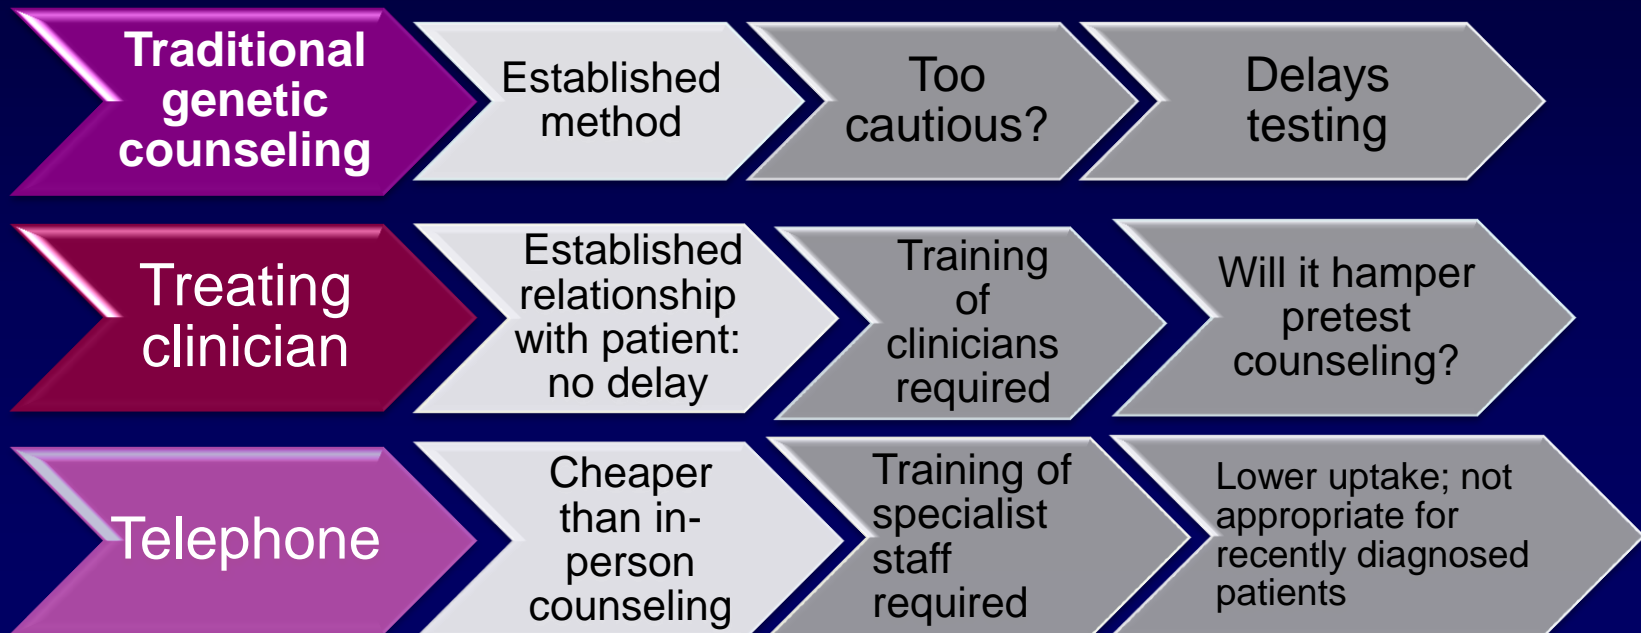 Traditional
genetic
counseling
Established
method
Too
cautious?
Delays
testing
Treating
clinician
Established
relationship
with patient:
no delay
Training
of
clinicians
required
Will it hamper
pretest
counseling?
Telephone
Cheaper
than in-
person
counseling
Training of
specialist
staff
required
Lower uptake; not
appropriate for
recently diagnosed
patients